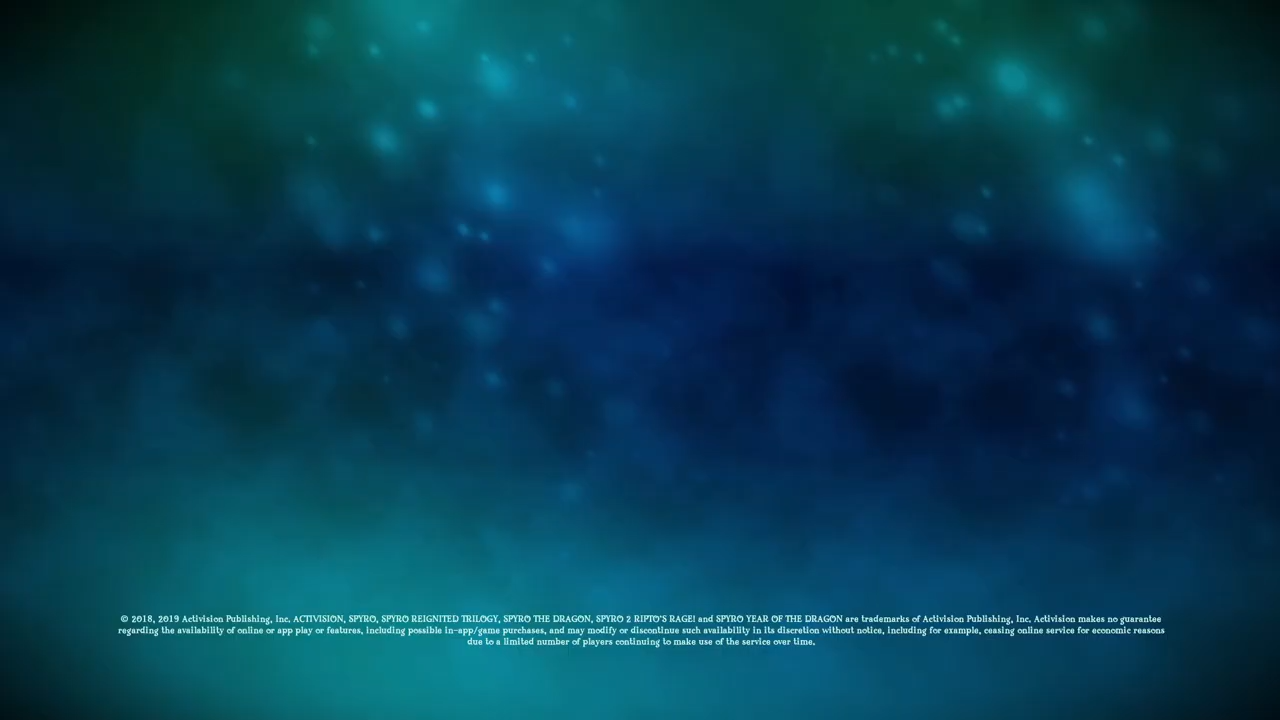 © 2018, 2019 Activision Publishing, Inc. ACTIVISION, SPYRO, SPYRO REIGNITED TRILOGY, SPYRO THE DRAGON, SPYRO 2 RIPTO'S RAGE! and SPYRO YEAR OF THE DRAGON are trademarks of Activision Publishing, Inc. Activision makes no guarantee
regarding the availability of online or app play or features, including possible in-app/game purchases, and may modify or discontinue such availability in its discretion without notice, including for example, ceasing online service for economic reasons
due to a limited number of players continuing to make use of the service over time.